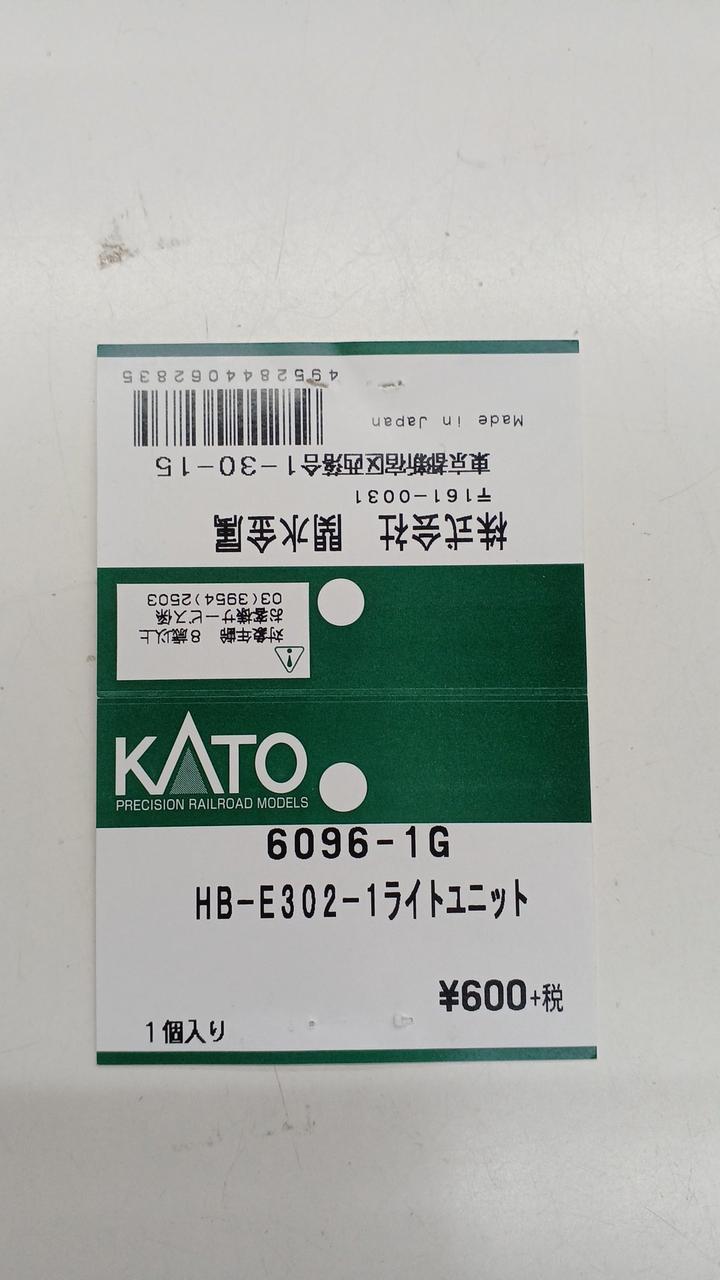 KATO
PRECISION RAILROAD MODELS
6096-1G
HB-E302-1ライトユニット
¥600+税
1個入り
対象年齢 8歳以上
お客様サービス係
03(3954)2503
株式会社 関水金属
〒161-0031
東京都新宿区西落合1-30-15
Made in Japan
4952844062835